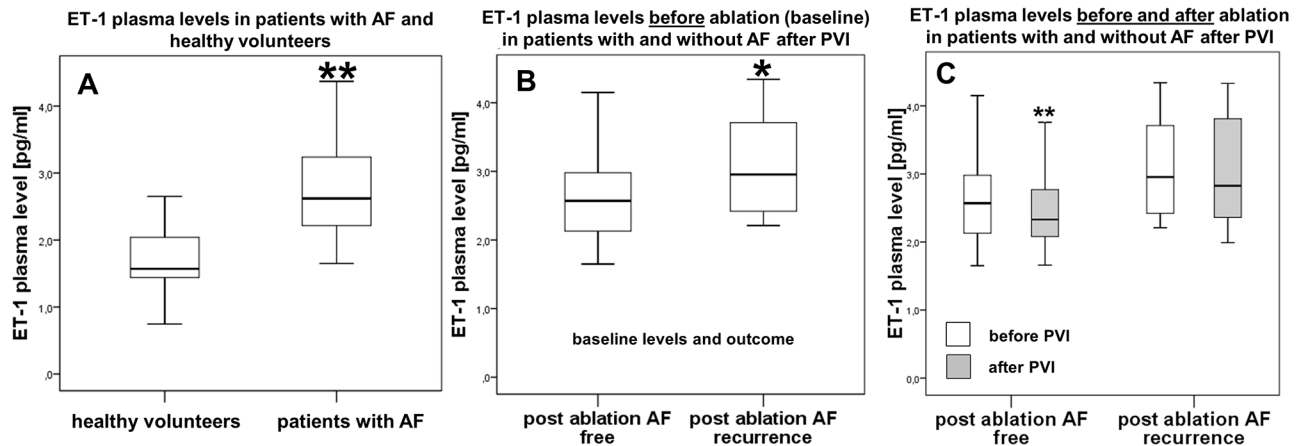 ET-1 plasma levels in patients with AF and
healthy volunteers
A
**
ET-1 plasma level [pg/ml]
4,0
3,0
2,0
1,0
,0
healthy volunteers
patients with AF
ET-1 plasma levels before ablation (baseline)
in patients with and without AF after PVI
B
*
ET-1 plasma level [pg/ml]
4,0
3,0
2,0
1,0
,0
baseline levels and outcome
post ablation AF
free
post ablation AF
recurrence
ET-1 plasma levels before and after ablation
in patients with and without AF after PVI
C
**
ET-1 plasma level [pg/ml]
4,0
3,0
2,0
1,0
0,0
before PVI
after PVI
post ablation AF
free
post ablation AF
recurrence